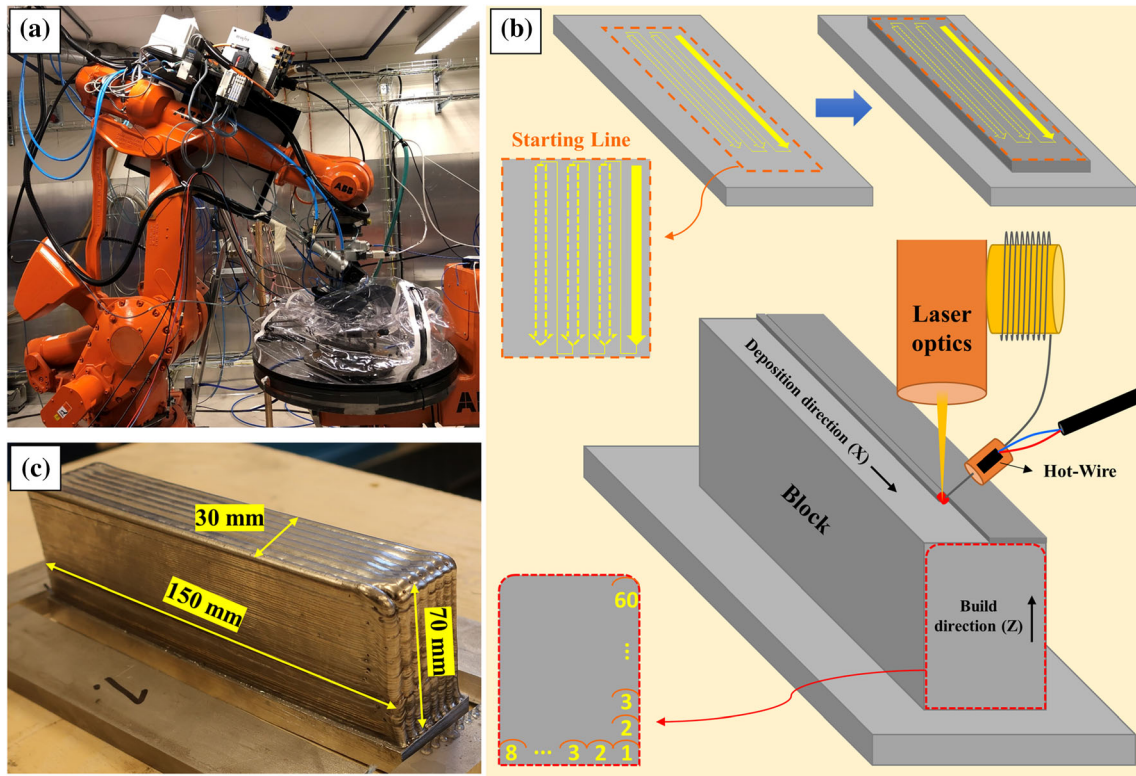 (a)
ABB
(b)
Starting Line
Laser
optics
Deposition direction (X)
Hot-Wire
Block
Build
direction (Z)
60
⋮
3
2
8 ... 3 2 1
(c)
30 mm
150 mm
70 mm